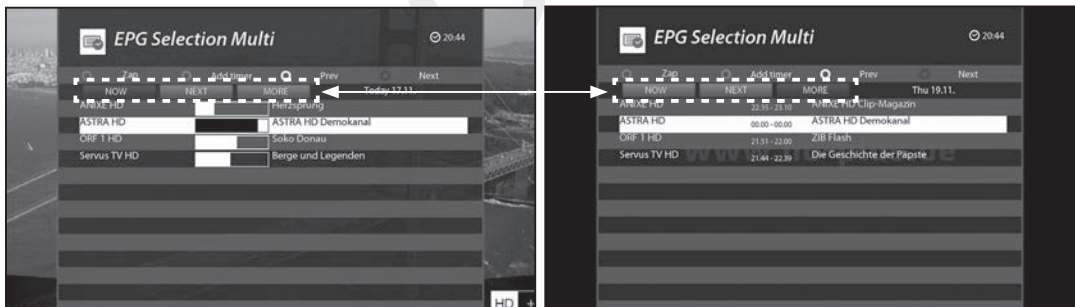 EPG Selection Multi 20:44
Zap Add timer Prev Next
NOW NEXT MORE Today 17.11.
ANIXE HD Herzsprung
ASTRA HD ASTRA HD Demokanal
ORF 1 HD Soko Donau
Servus TV HD Berge und Legenden
HD +
EPG Selection Multi 20:44
Zap Add timer Prev Next
NOW NEXT MORE Thu 19.11.
ANIXE HD 22.35 - 23.10 ANIXE HD Clip-Magazin
ASTRA HD 00.00 - 00.00 ASTRA HD Demokanal
ORF 1 HD 21.51 - 22.00 ZIB Flash
Servus TV HD 21.44 - 22.39 Die Geschichte der Päpste